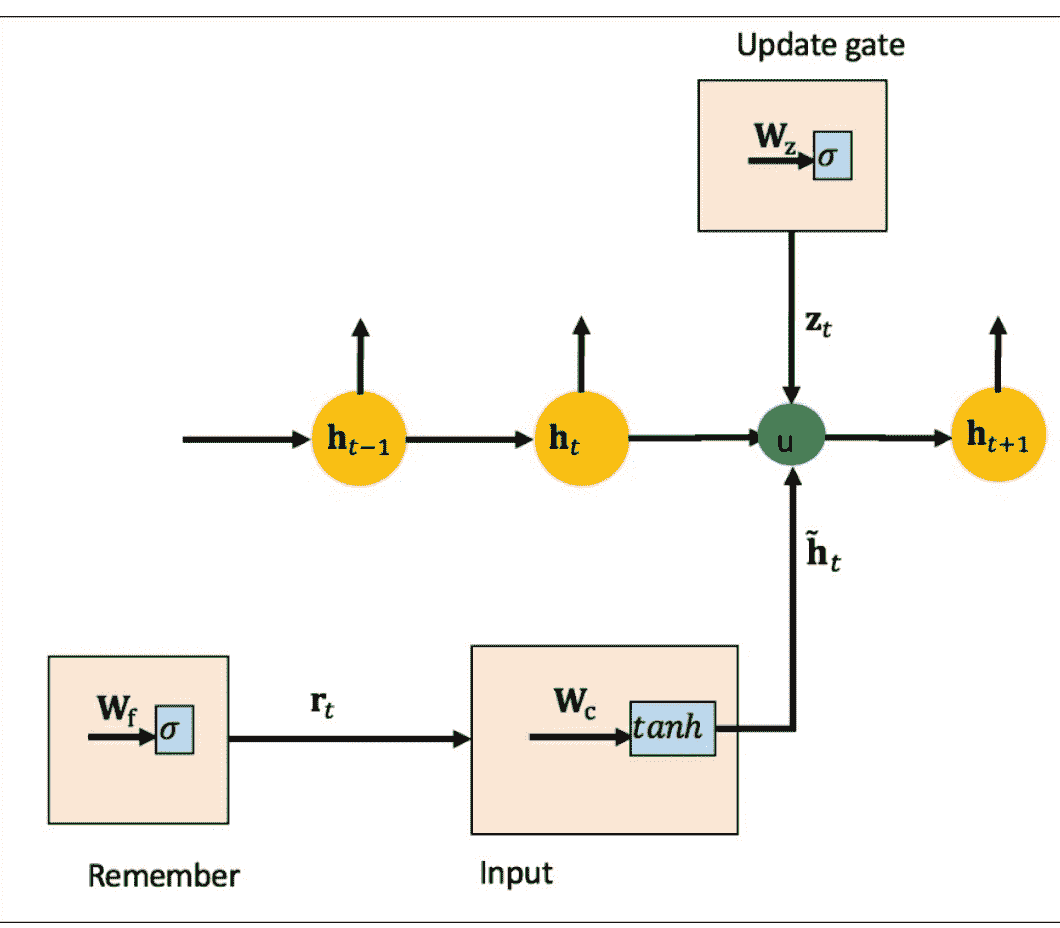 Update gate
W_z σ
z_t
h_{t−1} h_t u h_{t+1}
h̃_t
W_f σ
r_t
W_c tanh
Remember
Input